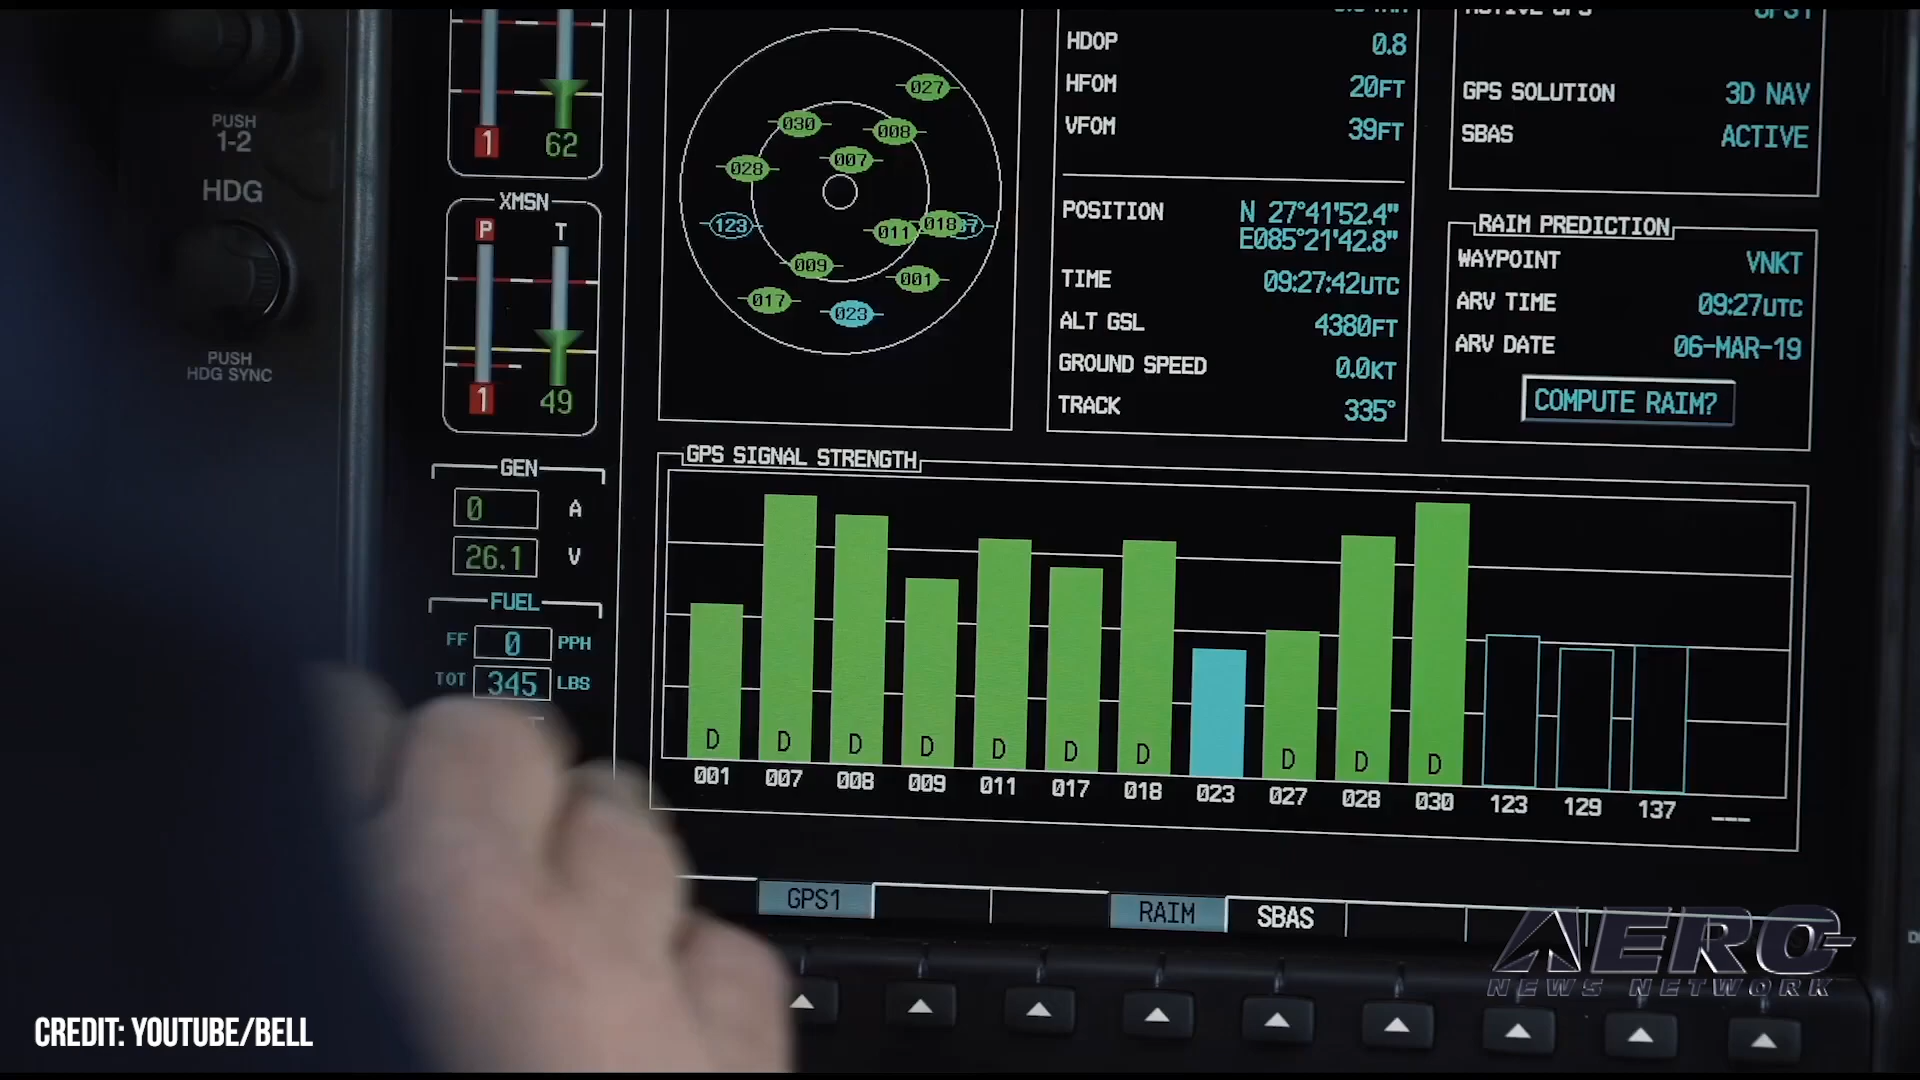 PUSH
1-2
HDG
PUSH
HDG SYNC
1
62
XMSN
P
T
1
49
GEN
0
A
26.1
V
FUEL
FF
0
PPH
TOT
345
LBS
027
030
008
007
028
123
011
018
009
001
017
023
HDOP
0.8
HFOM
20FT
VFOM
39FT
POSITION
N 27°41'52.4"
E085°21'42.8"
TIME
09:27:42UTC
ALT GSL
4380FT
GROUND SPEED
0.0KT
TRACK
335°
GPS SOLUTION
3D NAV
SBAS
ACTIVE
RAIM PREDICTION
WAYPOINT
VNKT
ARV TIME
09:27UTC
ARV DATE
06-MAR-19
COMPUTE RAIM?
GPS SIGNAL STRENGTH
D D D D D D D D D D
001 007 008 009 011 017 018 023 027 028 030 123 129 137 ___
GPS1
RAIM
SBAS
AERO
NEWS NETWORK
CREDIT: YOUTUBE/BELL